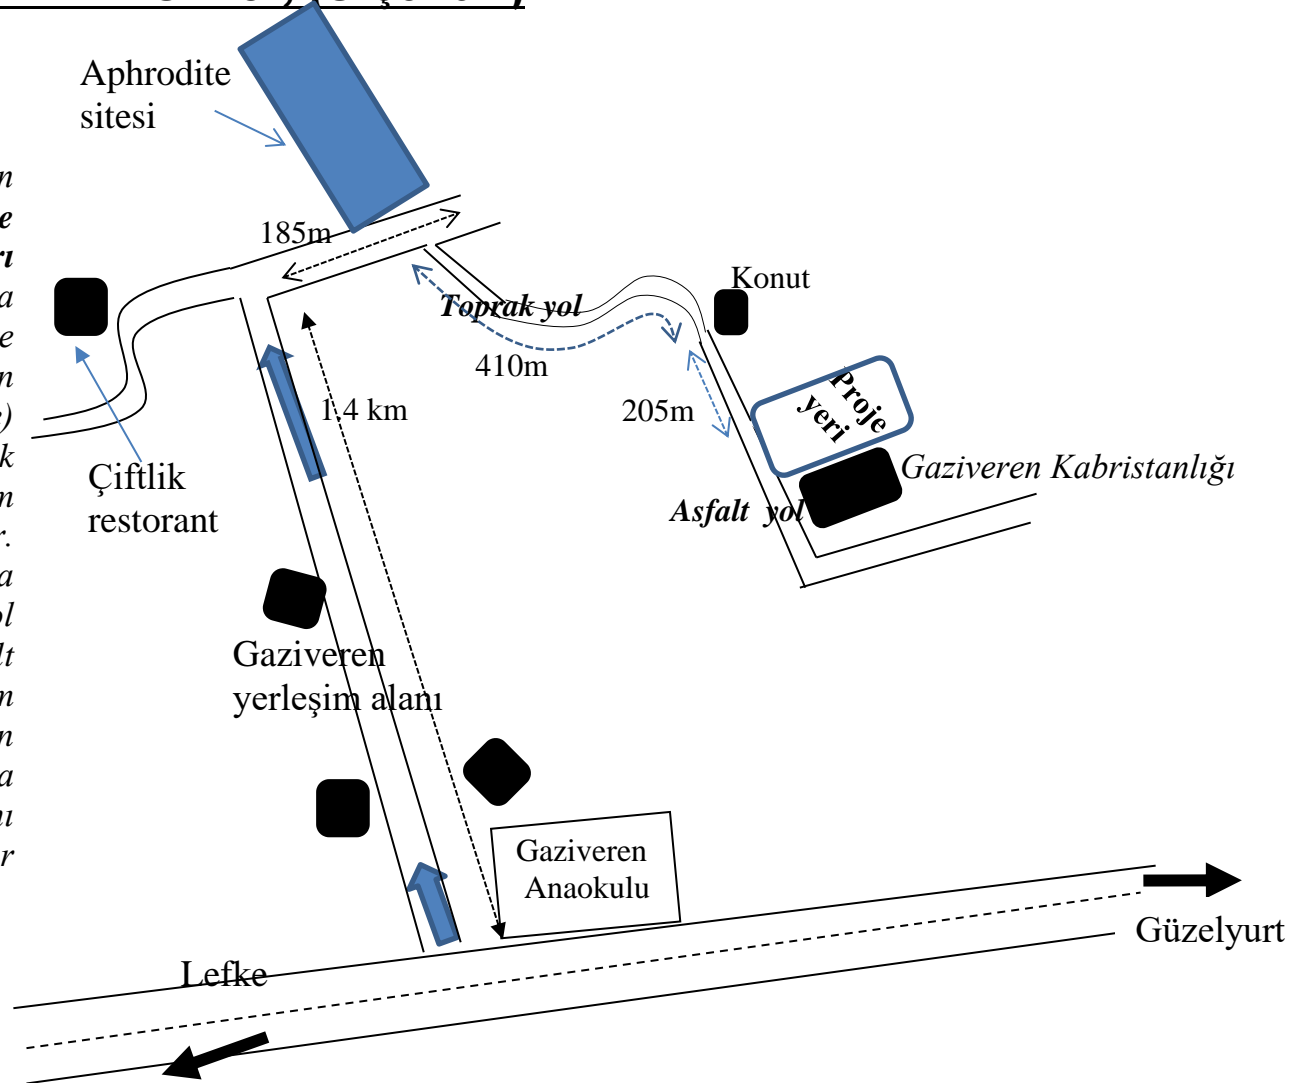 Aphrodite
sitesi
185m
Konut
Toprak yol
410m
1.4 km
205m
Proje
yeri
Çiftlik
restorant
Gaziveren Kabristanlığı
Asfalt yol
Gaziveren
yerleşim alanı
Gaziveren
Anaokulu
Güzelyurt
Lefke